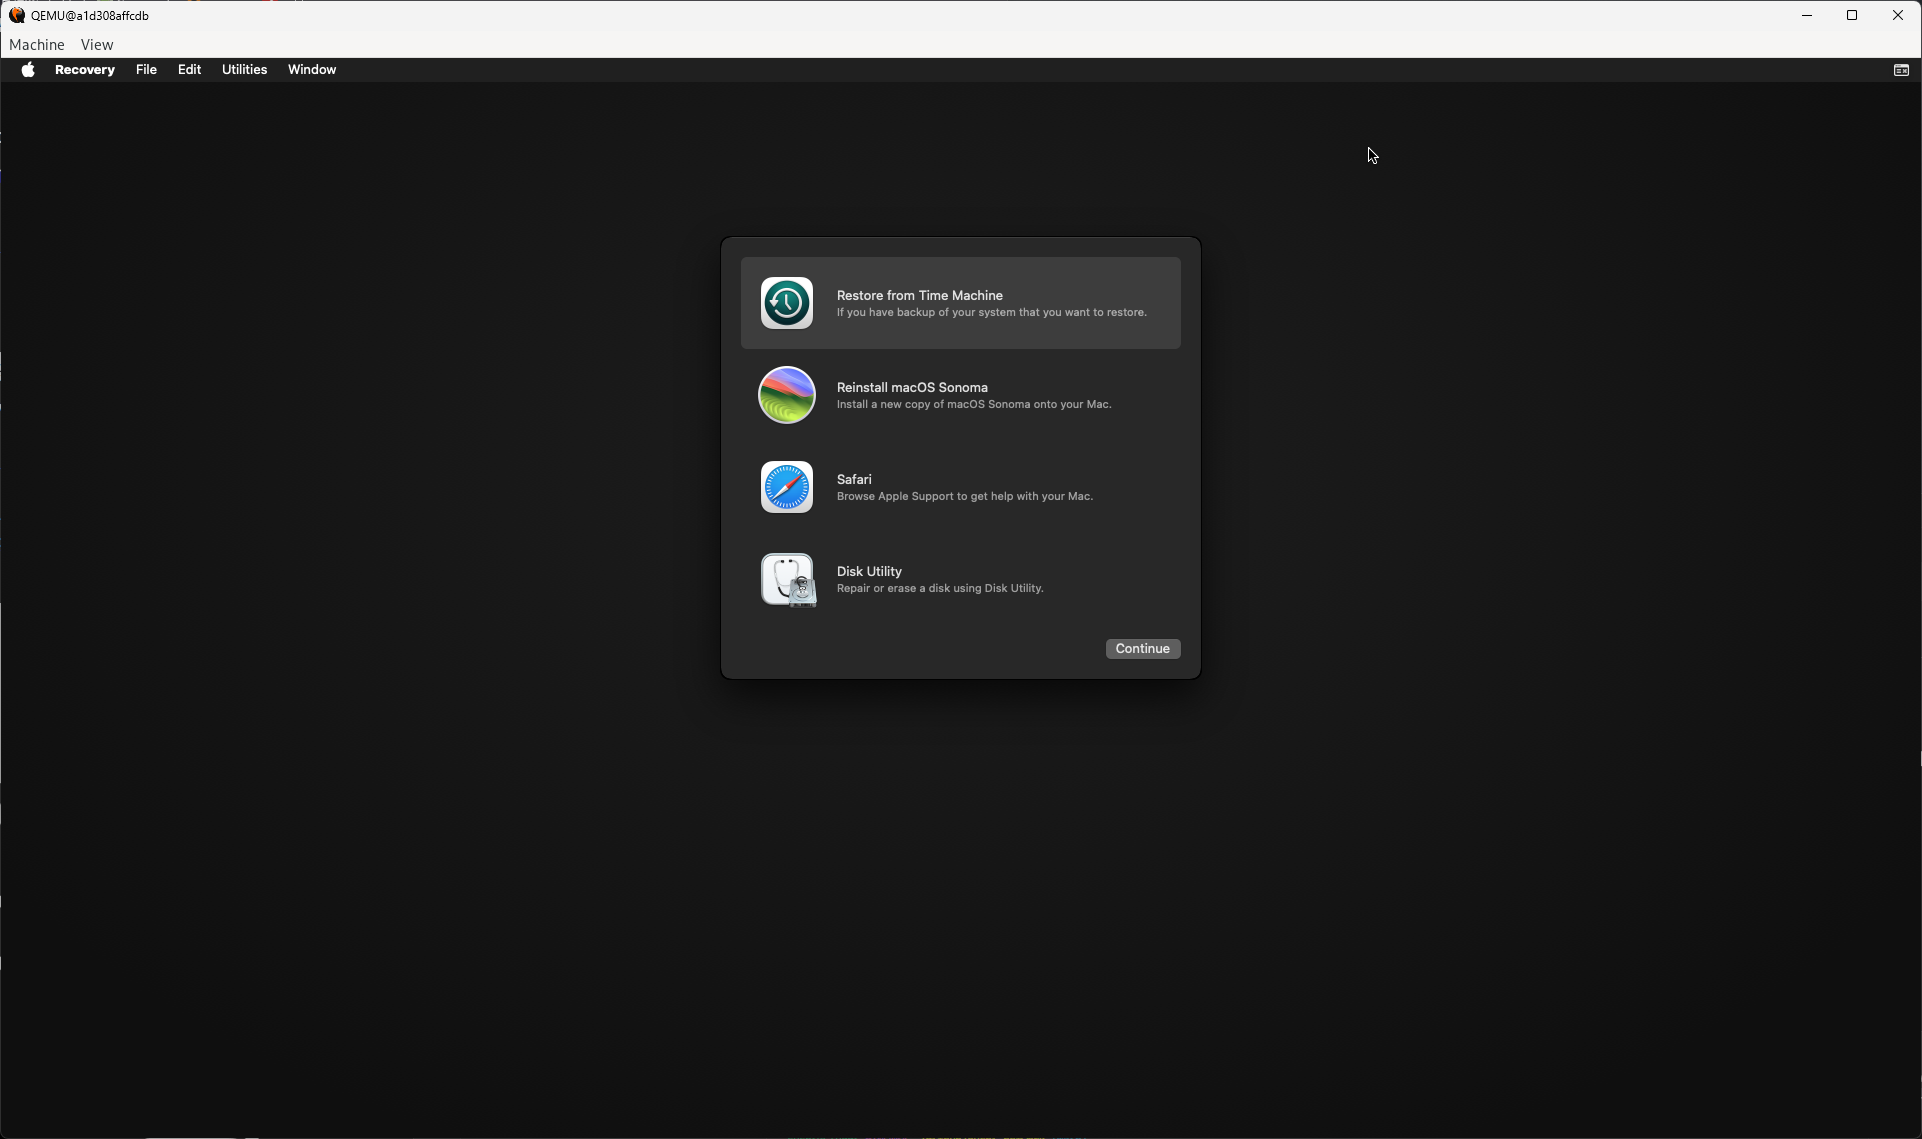 QEMU@a1d308affcdb
Machine View
Recovery File Edit Utilities Window
Restore from Time Machine
If you have backup of your system that you want to restore.
Reinstall macOS Sonoma
Install a new copy of macOS Sonoma onto your Mac.
Safari
Browse Apple Support to get help with your Mac.
Disk Utility
Repair or erase a disk using Disk Utility.
Continue